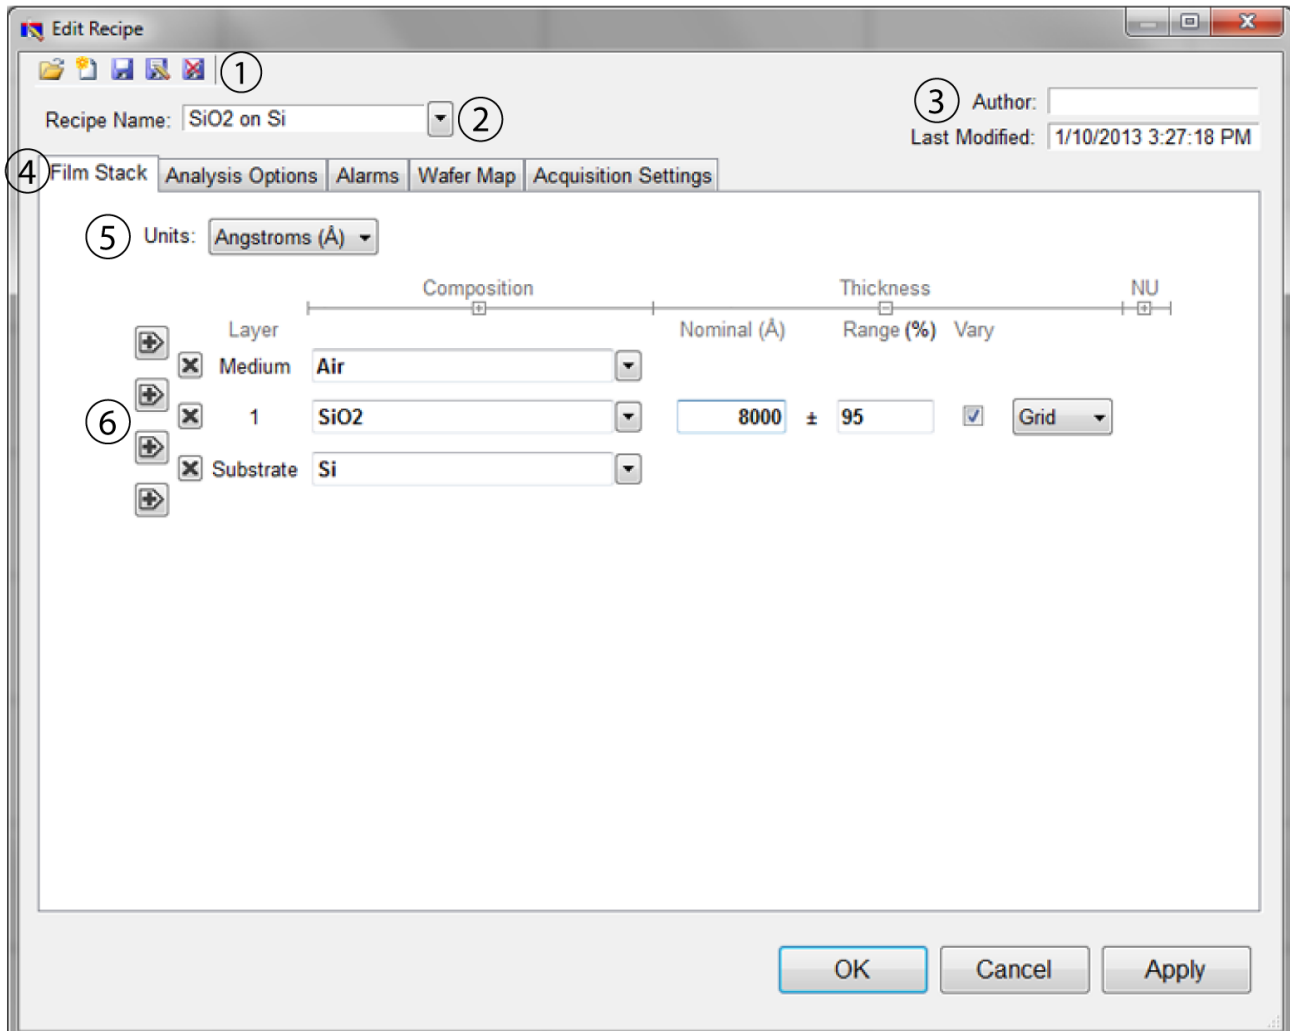 Edit Recipe
1
Recipe Name: SiO2 on Si 2
3 Author:
Last Modified: 1/10/2013 3:27:18 PM
4 Film Stack Analysis Options Alarms Wafer Map Acquisition Settings
5 Units: Angstroms (Å)
Composition Thickness NU
Layer Nominal (Å) Range (%) Vary
Medium Air
6 1 SiO2 8000 ± 95 Grid
Substrate Si
OK Cancel Apply